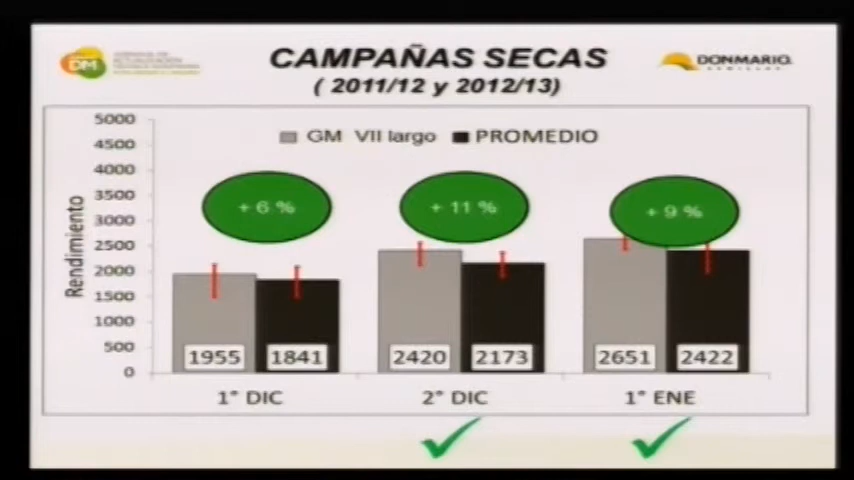 DM
CAMPAÑAS SECAS
( 2011/12 y 2012/13)
DONMARIO
Rendimiento
5000
4500
4000
3500
3000
2500
2000
1500
1000
500
0
GM VII largo
PROMEDIO
+ 6 %
+ 11 %
+ 9 %
1955
1841
2420
2173
2651
2422
1° DIC
2° DIC
1° ENE